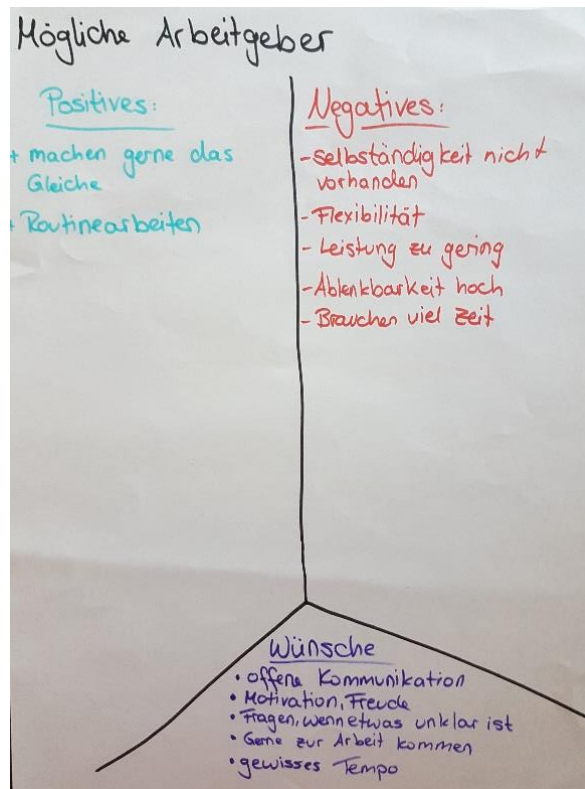 Mögliche Arbeitgeber
Positives:
+ machen gerne das
Gleiche
+ Routinearbeiten
Negatives:
- Selbständigkeit nicht
vorhanden
- Flexibilität
- Leistung zu gering
- Ablenkbarkeit hoch
- Brauchen viel Zeit
Wünsche
• offene Kommunikation
• Motivation, Freude
• Fragen, wenn etwas unklar ist
• Gerne zur Arbeit kommen
• gewisses Tempo